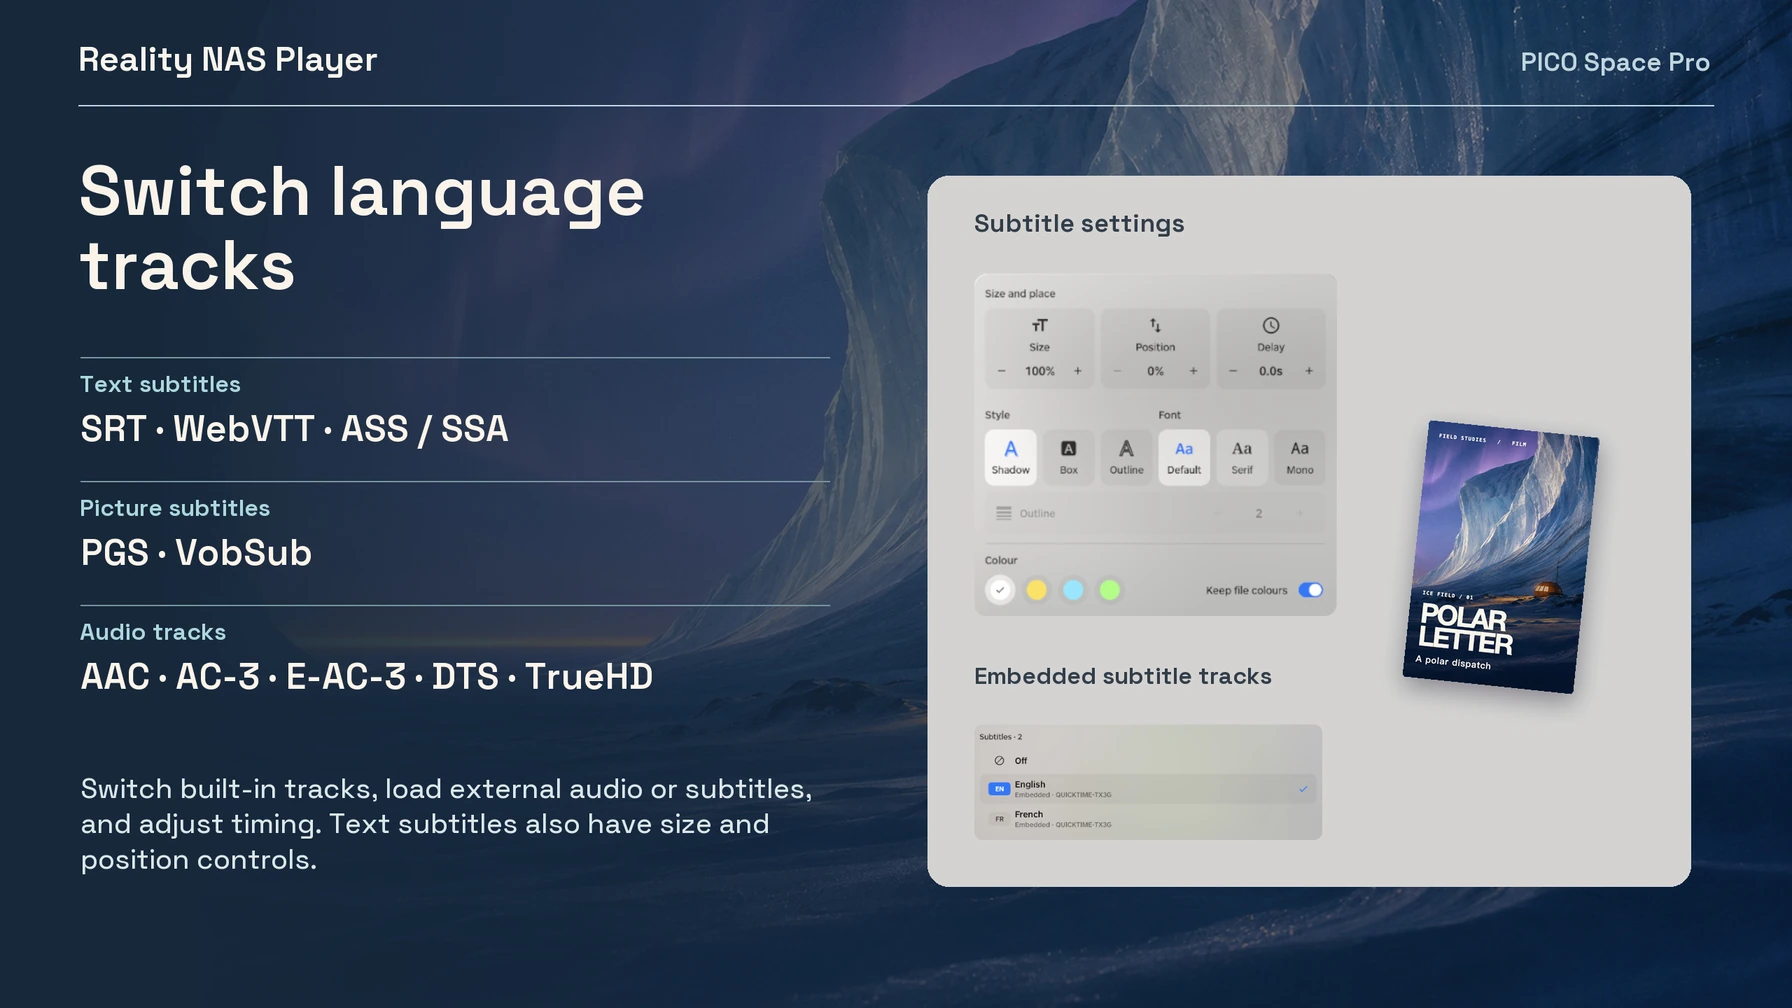 Reality NAS Player
PICO Space Pro
Switch language
tracks
Text subtitles
SRT · WebVTT · ASS / SSA
Picture subtitles
PGS · VobSub
Audio tracks
AAC · AC-3 · E-AC-3 · DTS · TrueHD
Switch built-in tracks, load external audio or subtitles,
and adjust timing. Text subtitles also have size and
position controls.
Subtitle settings
Size and place
TT
Size
Position
Delay
− 100% +
− 0% +
− 0.0s +
Style
Font
A
A
A
Aa
Aa
Aa
Shadow
Box
Outline
Default
Serif
Mono
Outline
− 2 +
Colour
Keep file colours
Embedded subtitle tracks
Subtitles · 2
Off
EN
English
Embedded · QUICKTIME-TX3G
FR
French
Embedded · QUICKTIME-TX3G
FIELD STUDIES / FILM
ICE FIELD / 01
POLAR
LETTER
A polar dispatch